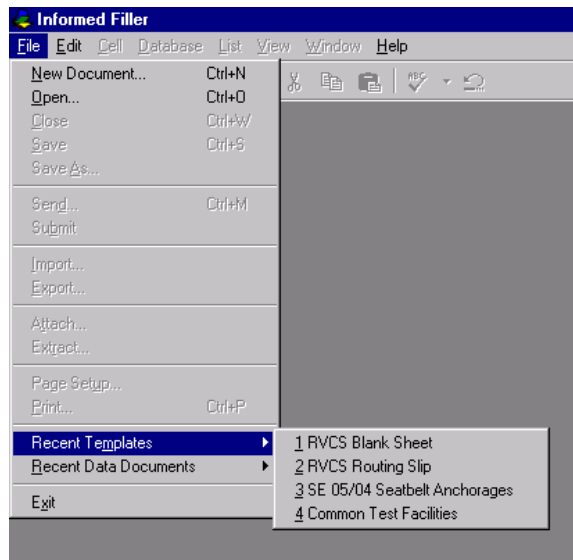 Informed Filler
File Edit Cell Database List View Window Help
New Document... Ctrl+N
Open... Ctrl+O
Close Ctrl+W
Save Ctrl+S
Save As...
Send... Ctrl+M
Submit
Import...
Export...
Attach...
Extract...
Page Setup...
Print... Ctrl+P
Recent Templates
Recent Data Documents
Exit
ABC
1 RVCS Blank Sheet
2 RVCS Routing Slip
3 SE 05/04 Seatbelt Anchorages
4 Common Test Facilities